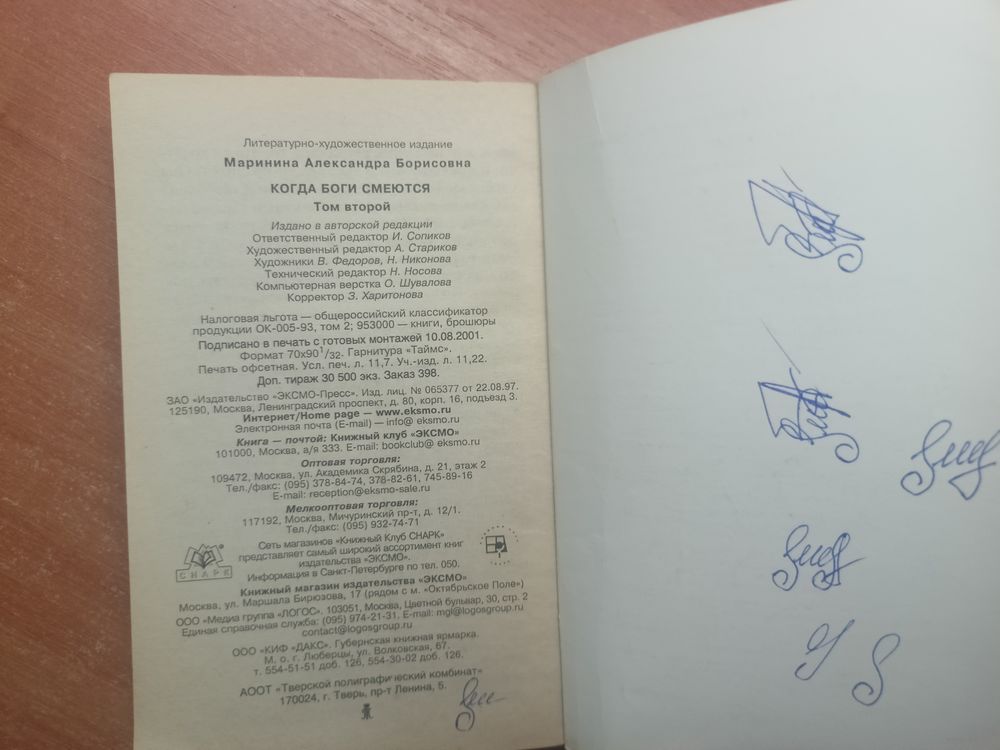 Литературно-художественное издание
Маринина Александра Борисовна
КОГДА БОГИ СМЕЮТСЯ
Том второй
Издано в авторской редакции
Ответственный редактор И. Сопиков
Художественный редактор А. Стариков
Художники В. Федоров, Н. Никонова
Технический редактор Н. Носова
Компьютерная верстка О. Шувалова
Корректор З. Харитонова
Налоговая льгота — общероссийский классификатор
продукции ОК-005-93, том 2; 953000 — книги, брошюры
Подписано в печать с готовых монтажей 10.08.2001.
Формат 70x90 1/32. Гарнитура «Таймс».
Печать офсетная. Усл. печ. л. 11,7. Уч.-изд. л. 11,22.
Доп. тираж 30 500 экз. Заказ 398.
ЗАО «Издательство «ЭКСМО-Пресс». Изд. лиц. № 065377 от 22.08.97.
125190, Москва, Ленинградский проспект, д. 80, корп. 16, подъезд 3.
Интернет/Home page — www.eksmo.ru
Электронная почта (E-mail) — info@ eksmo.ru
Книга — почтой: Книжный клуб «ЭКСМО»
101000, Москва, а/я 333. E-mail: bookclub@ eksmo.ru
Оптовая торговля:
109472, Москва, ул. Академика Скрябина, д. 21, этаж 2
Тел./факс: (095) 378-84-74, 378-82-61, 745-89-16
E-mail: reception@eksmo-sale.ru
Мелкооптовая торговля:
117192, Москва, Мичуринский пр-т, д. 12/1.
Тел./факс: (095) 932-74-71
Сеть магазинов «Книжный Клуб СНАРК»
представляет самый широкий ассортимент книг
издательства «ЭКСМО».
Информация в Санкт-Петербурге по тел. 050.
СНАРК
Книжный магазин издательства «ЭКСМО»
Москва, ул. Маршала Бирюзова, 17 (рядом с м. «Октябрьское Поле»)
ООО «Медиа группа «ЛОГОС». 103051, Москва, Цветной бульвар, 30, стр. 2
Единая справочная служба: (095) 974-21-31. E-mail: mgl@logosgroup.ru
contact@logosgroup.ru
ООО «КИФ «ДАКС». Губернская книжная ярмарка.
М. о. г. Люберцы, ул. Волковская, 67.
т. 554-51-51 доб. 126, 554-30-02 доб. 126.
АООТ «Тверской полиграфический комбинат»
170024, г. Тверь, пр-т Ленина, 5.